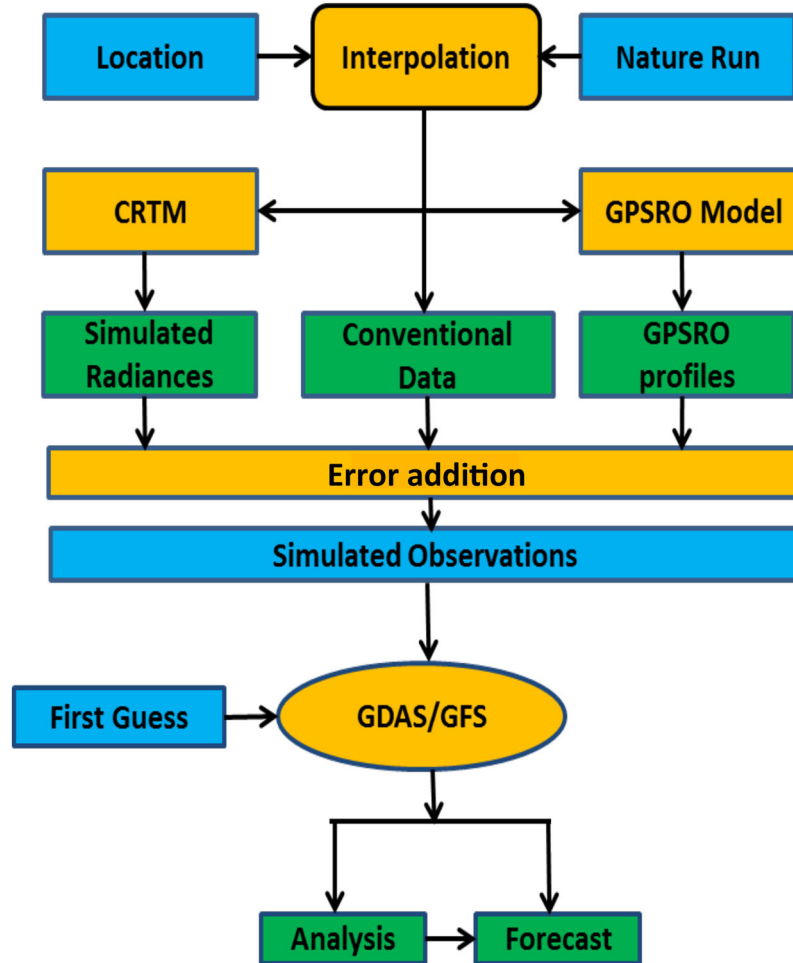 Location
Interpolation
Nature Run
CRTM
GPSRO Model
Simulated
Radiances
Conventional
Data
GPSRO
profiles
Error addition
Simulated Observations
First Guess
GDAS/GFS
Analysis
Forecast